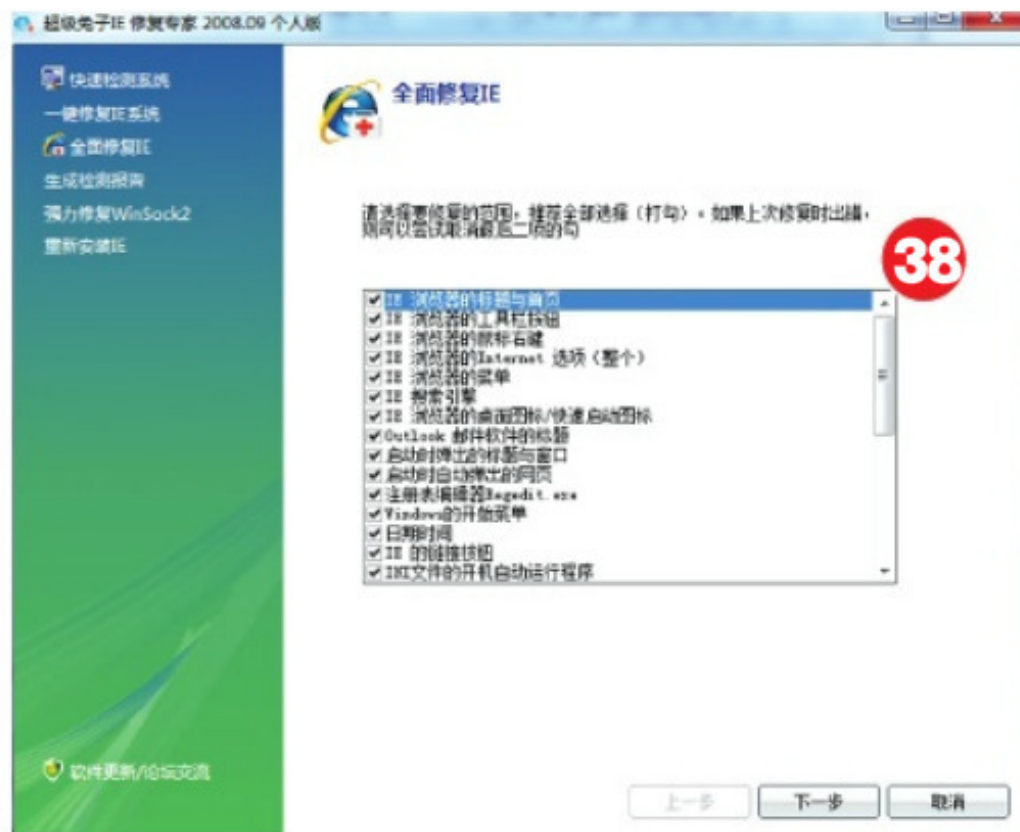 超级兔子IE 修复专家 2008.09 个人版
快速检测系统
一键修复IE系统
全面修复IE
生成检测报告
强力修复WinSock2
重新安装IE
软件更新/论坛交流
全面修复IE
请选择要修复的范围，推荐全部选择（打勾）。如果上次修复时出错，
则可以尝试取消最后二项的勾
38
IE 浏览器的标题与首页
IE 浏览器的工具栏按钮
IE 浏览器的鼠标右键
IE 浏览器的Internet 选项（整个）
IE 浏览器的菜单
IE 搜索引擎
IE 浏览器的桌面图标/快速启动图标
Outlook 邮件软件的标题
启动时弹出的标题与窗口
启动时自动弹出的网页
注册表编辑器Regedit.exe
Windows的开始菜单
日期时间
IE 的链接按钮
INI文件的开机自动运行程序
上一步
下一步
取消